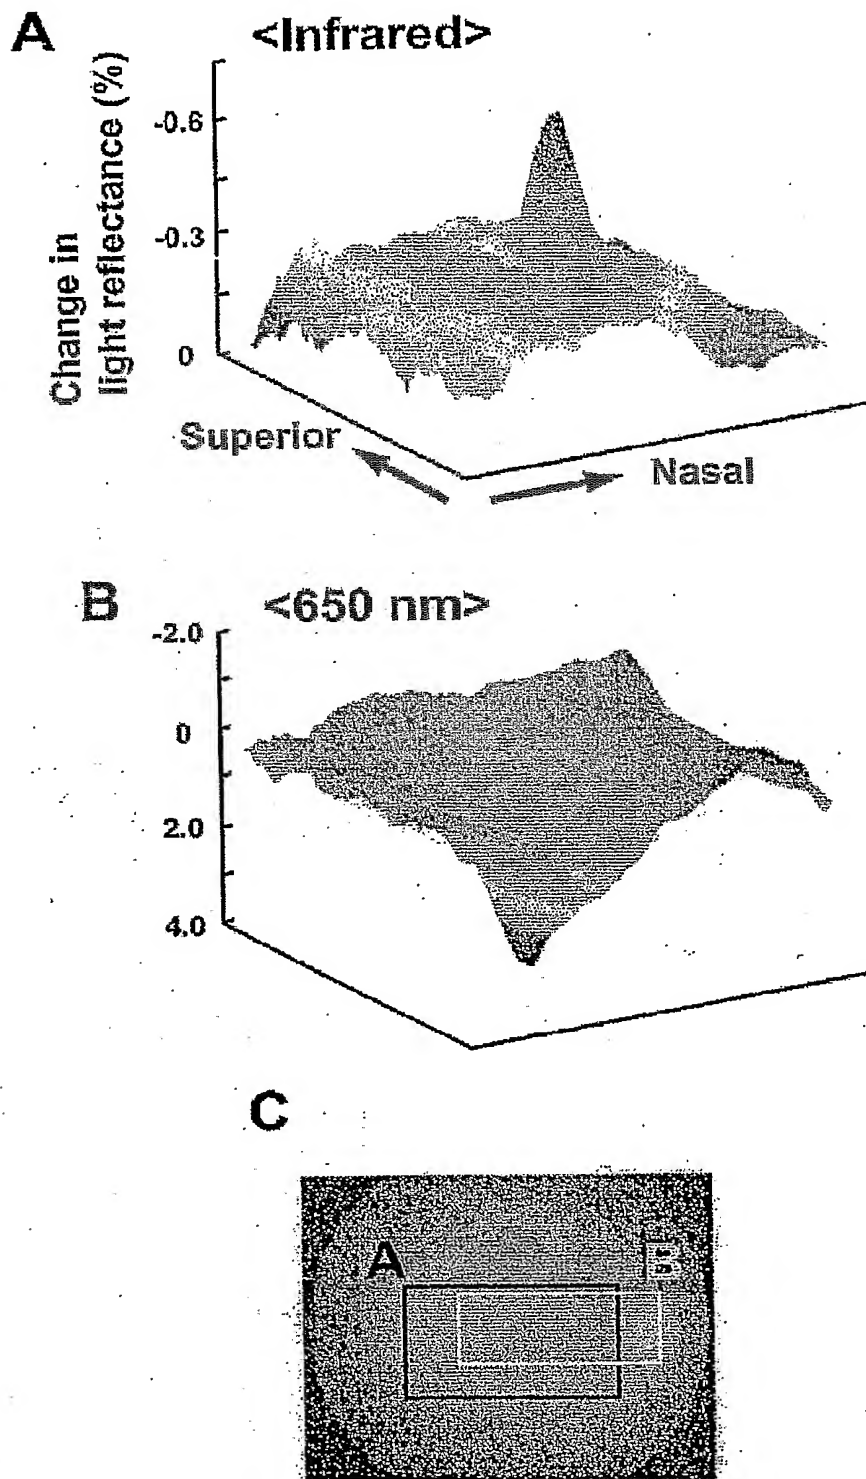 A <Infrared>
Change in
light reflectance (%)
-0.6
-0.3
0
Superior
Nasal
B <650 nm>
-2.0
0
2.0
4.0
C
A B